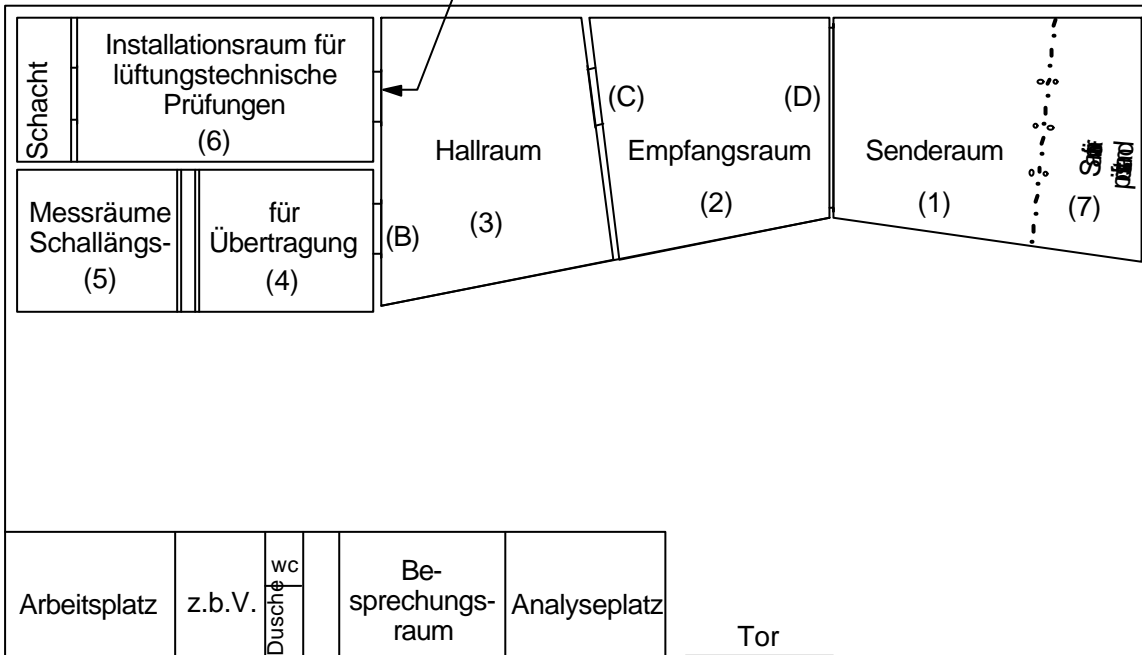 Schacht
Installationsraum für
lüftungstechnische
Prüfungen
(6)
Hallraum
(3)
(C)
(D)
Empfangsraum
(2)
Senderaum
(1)
(7)
Messräume
Schallängs-
(5)
für
Übertragung
(4)
(B)
Arbeitsplatz
z.b.V.
wc
Dusche
Be-
sprechungs-
raum
Analyseplatz
Tor